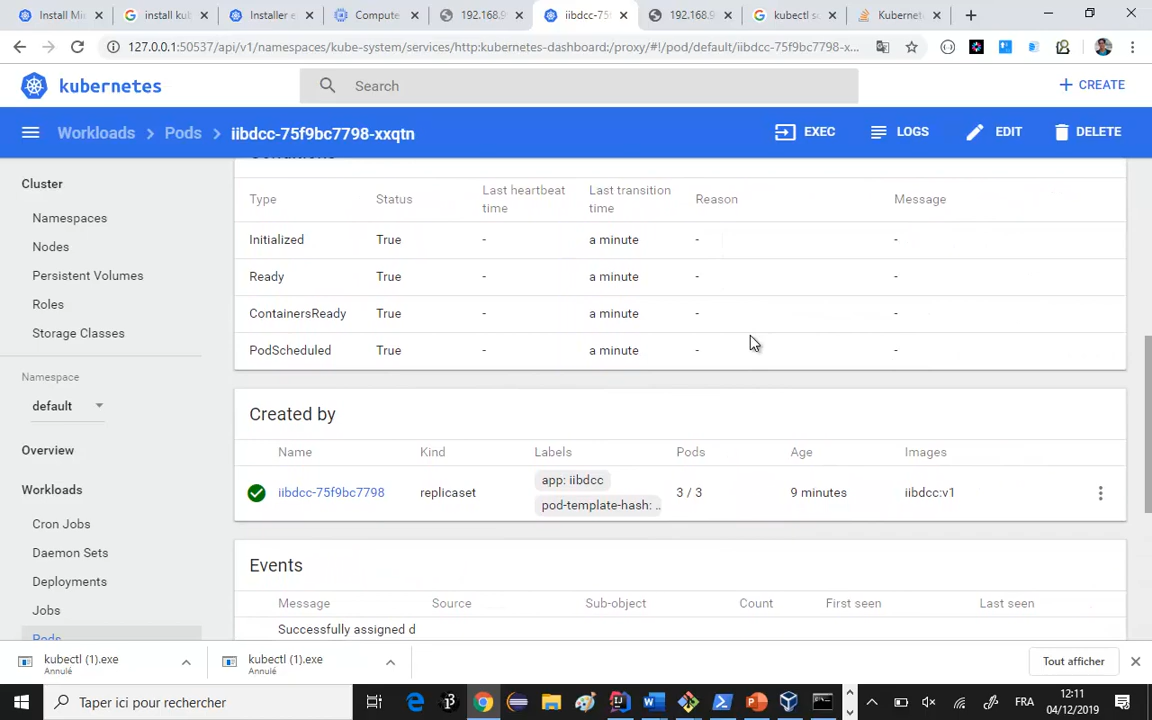 Install Mi
install kub
Installer e
Compute
192.168.9
iibdcc-75
192.168.9
kubectl s
Kubernet
127.0.0.1:50537/api/v1/namespaces/kube-system/services/http:kubernetes-dashboard:/proxy/#!/pod/default/iibdcc-75f9bc7798-x...
kubernetes
Search
CREATE
Workloads
Pods
iibdcc-75f9bc7798-xxqtn
EXEC
LOGS
EDIT
DELETE
Cluster
Namespaces
Nodes
Persistent Volumes
Roles
Storage Classes
Namespace
default
Overview
Workloads
Cron Jobs
Daemon Sets
Deployments
Jobs
Pods
Conditions
Type
Status
Last heartbeat
time
Last transition
time
Reason
Message
Initialized
True
-
a minute
-
-
Ready
True
-
a minute
-
-
ContainersReady
True
-
a minute
-
-
PodScheduled
True
-
a minute
-
-
Created by
Name
Kind
Labels
Pods
Age
Images
iibdcc-75f9bc7798
replicaset
app: iibdcc
pod-template-hash: ..
3 / 3
9 minutes
iibdcc:v1
Events
Message
Source
Sub-object
Count
First seen
Last seen
Successfully assigned d
kubectl (1).exe
Annulé
kubectl (1).exe
Annulé
Tout afficher
Taper ici pour rechercher
FRA
12:11
04/12/2019